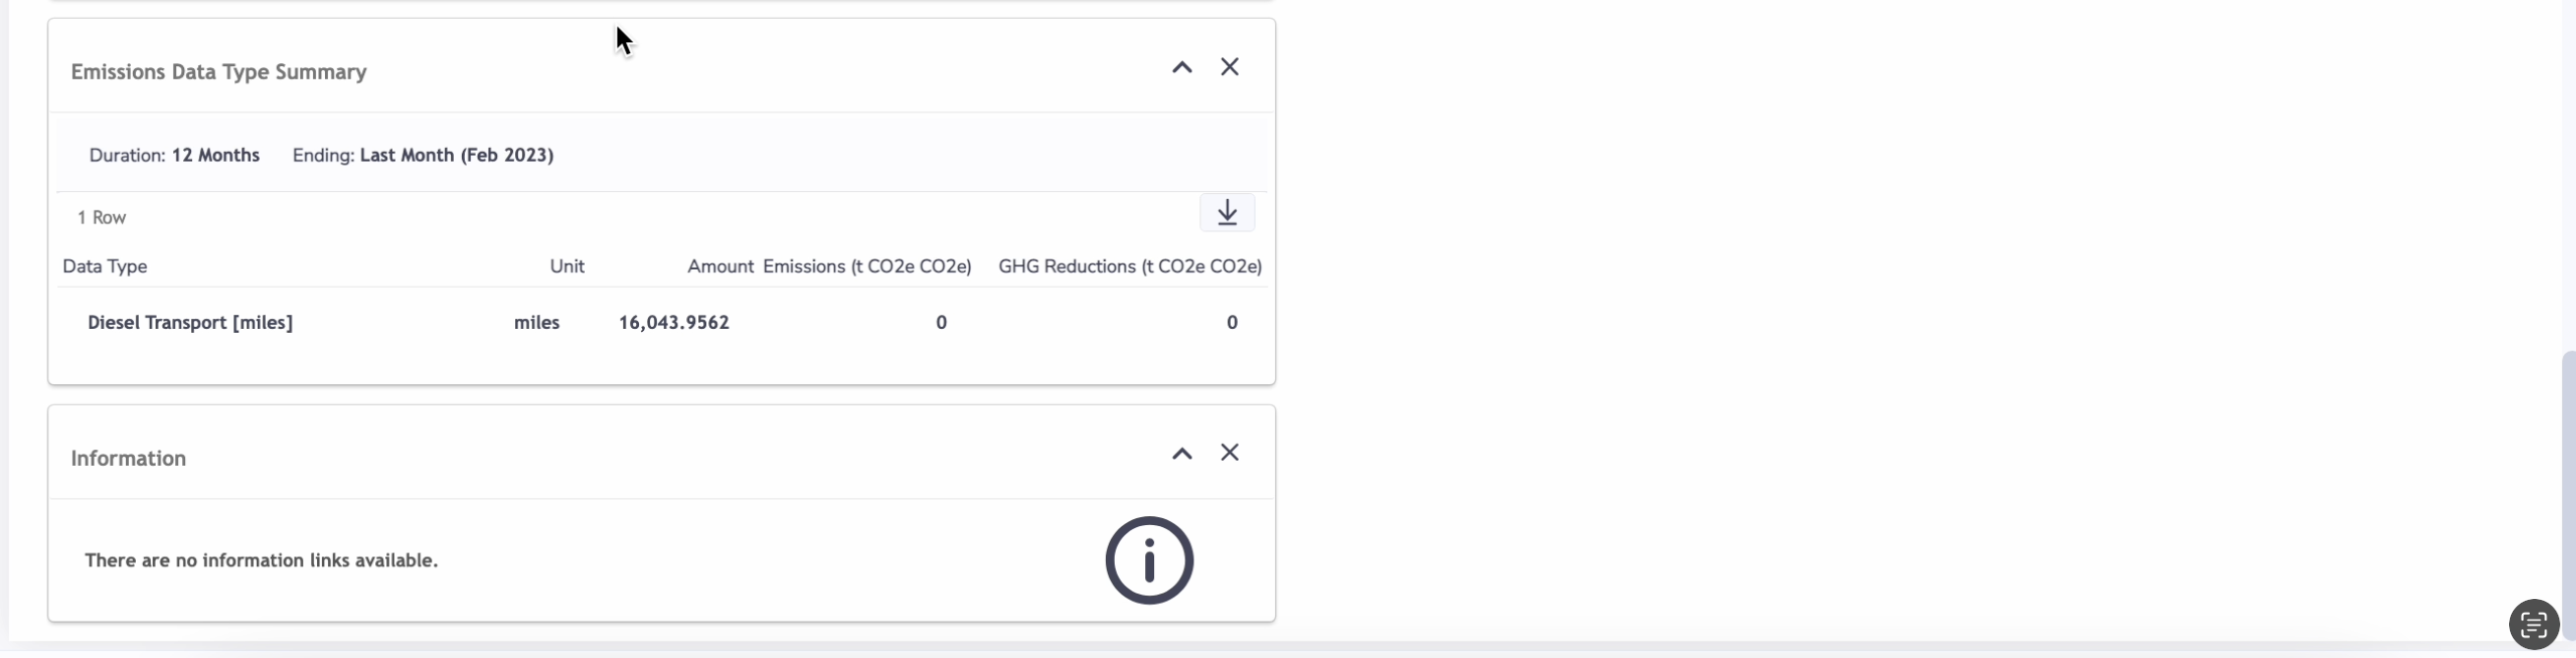 Emissions Data Type Summary
Duration: 12 Months Ending: Last Month (Feb 2023)
1 Row
Data Type Unit Amount Emissions (t CO2e CO2e) GHG Reductions (t CO2e CO2e)
Diesel Transport [miles] miles 16,043.9562 0 0
Information
There are no information links available.